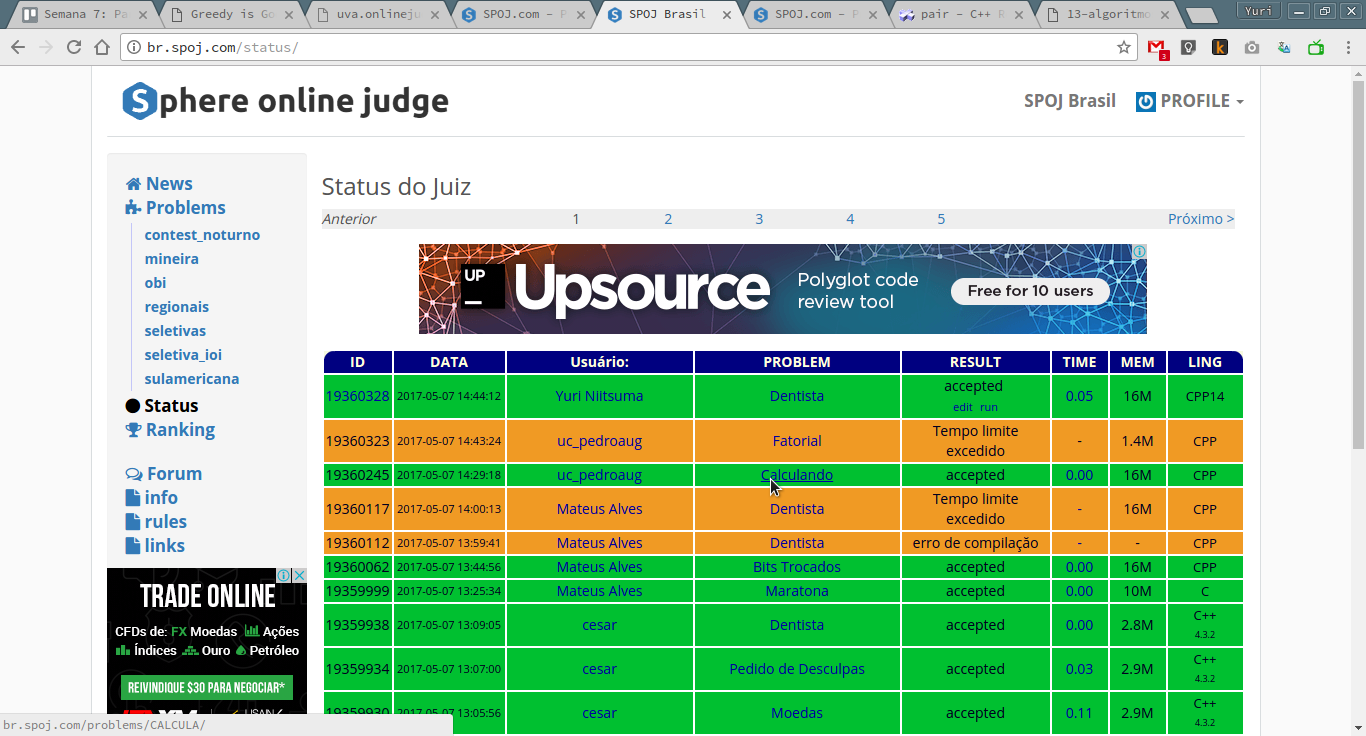 Semana 7: Pa
Greedy is Go
uva.onlineju
SPOJ.com - P
SPOJ Brasil
SPOJ.com - P
pair - C++ R
13-algoritmo
Yuri
br.spoj.com/status/
3
Sphere online judge
SPOJ Brasil
PROFILE
News
Problems
contest_noturno
mineira
obi
regionais
seletivas
seletiva_ioi
sulamericana
Status
Ranking
Forum
info
rules
links
TRADE ONLINE
CFDs de: FX Moedas Ações
Índices Ouro Petróleo
REIVINDIQUE $30 PARA NEGOCIAR*
Status do Juiz
Anterior 1 2 3 4 5 Próximo >
UP
Upsource
Polyglot code
review tool
Free for 10 users
ID DATA Usuário: PROBLEM RESULT TIME MEM LING
19360328 2017-05-07 14:44:12 Yuri Niitsuma Dentista accepted 0.05 16M CPP14
edit run
19360323 2017-05-07 14:43:24 uc_pedroaug Fatorial Tempo limite - 1.4M CPP
excedido
19360245 2017-05-07 14:29:18 uc_pedroaug Calculando accepted 0.00 16M CPP
19360117 2017-05-07 14:00:13 Mateus Alves Dentista Tempo limite - 16M CPP
excedido
19360112 2017-05-07 13:59:41 Mateus Alves Dentista erro de compilação - - CPP
19360062 2017-05-07 13:44:56 Mateus Alves Bits Trocados accepted 0.00 16M CPP
19359999 2017-05-07 13:25:34 Mateus Alves Maratona accepted 0.00 10M C
19359938 2017-05-07 13:09:05 cesar Dentista accepted 0.00 2.8M C++
4.3.2
19359934 2017-05-07 13:07:00 cesar Pedido de Desculpas accepted 0.03 2.9M C++
4.3.2
19359930 2017-05-07 13:05:56 cesar Moedas accepted 0.11 2.9M C++
4.3.2
br.spoj.com/problems/CALCULA/